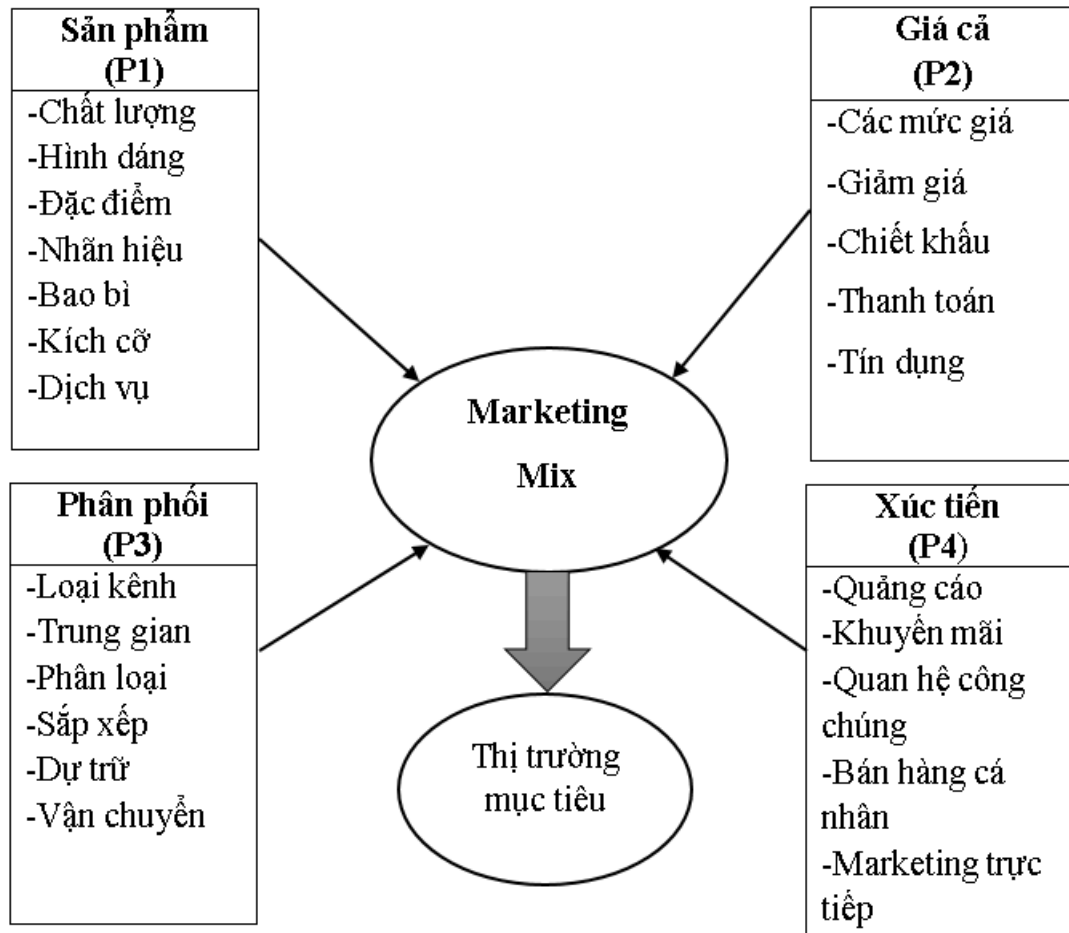 Sản phẩm
(P1)
-Chất lượng
-Hình dáng
-Đặc điểm
-Nhãn hiệu
-Bao bì
-Kích cỡ
-Dịch vụ
Giá cả
(P2)
-Các mức giá
-Giảm giá
-Chiết khấu
-Thanh toán
-Tín dụng
Marketing
Mix
Phân phối
(P3)
-Loại kênh
-Trung gian
-Phân loại
-Sắp xếp
-Dự trữ
-Vận chuyển
Thị trường
mục tiêu
Xúc tiến
(P4)
-Quảng cáo
-Khuyến mãi
-Quan hệ công
chúng
-Bán hàng cá
nhân
-Marketing trực
tiếp